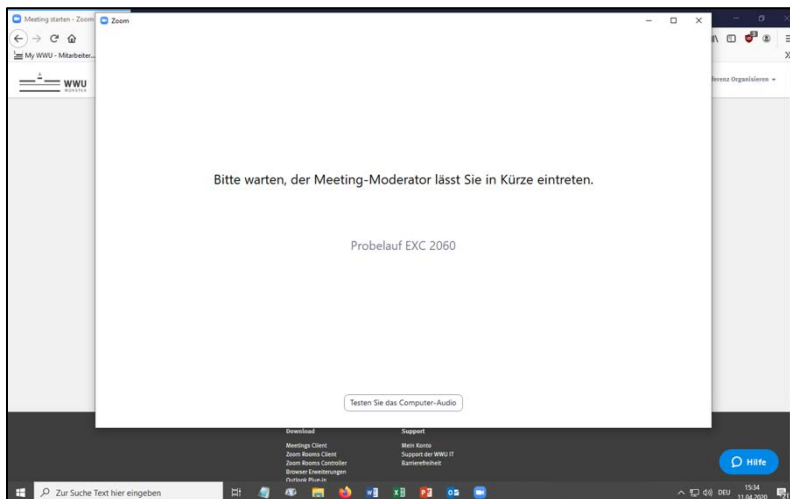 Meeting starten - Zoom
Zoom
My WWU - Mitarbeiter...
WWU
MÜNSTER
ferenz Organisieren
Bitte warten, der Meeting-Moderator lässt Sie in Kürze eintreten.
Probelauf EXC 2060
Testen Sie das Computer-Audio
Download
Support
Meetings Client
Mein Konto
Zoom Rooms Client
Support der WWU IT
Zoom Rooms Controller
Barrierefreiheit
Browser Erweiterungen
Outlook Plug-in
Hilfe
Zur Suche Text hier eingeben
DEU
15:34
11.04.2020